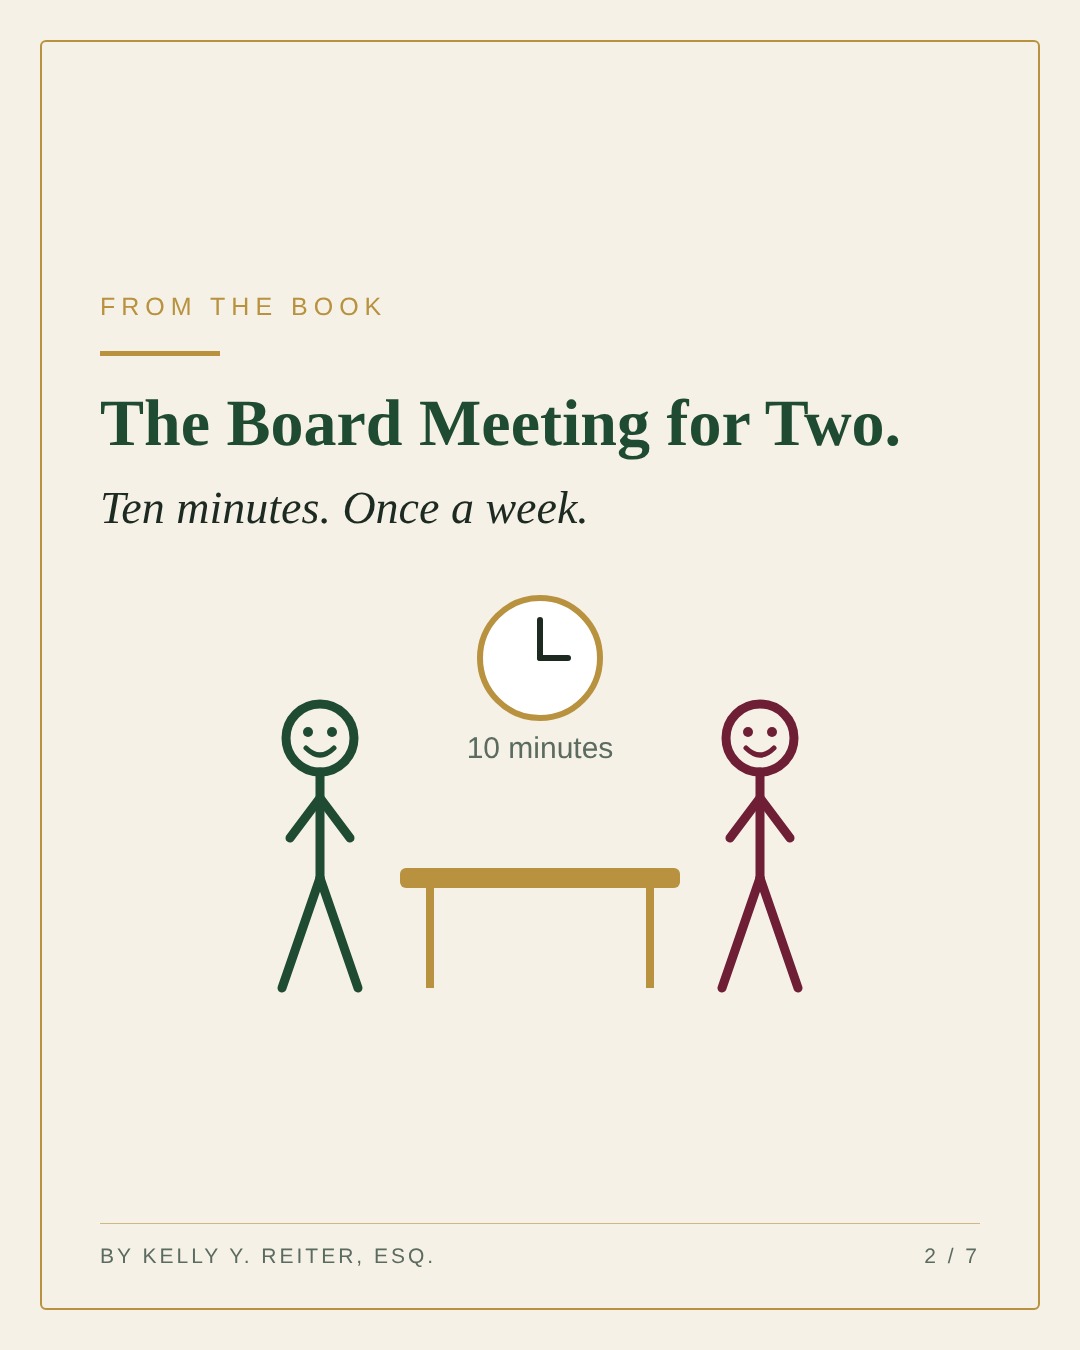 FROM THE BOOK
The Board Meeting for Two.
Ten minutes. Once a week.
10 minutes
BY KELLY Y. REITER, ESQ.
2 / 7